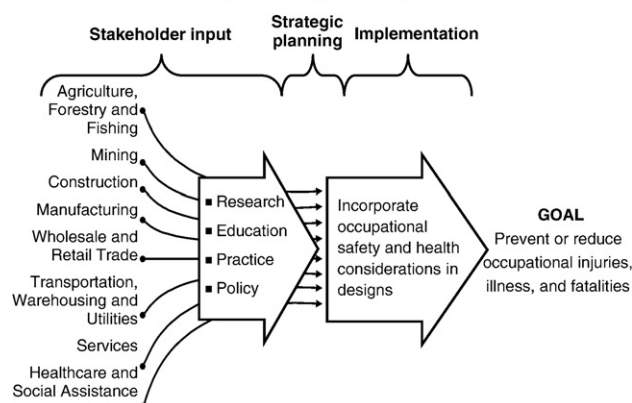 Stakeholder input
Strategic
planning
Implementation
Agriculture,
Forestry and
Fishing
Mining
Construction
Manufacturing
Wholesale and
Retail Trade
Transportation,
Warehousing and
Utilities
Services
Healthcare and
Social Assistance
▪ Research
▪ Education
▪ Practice
▪ Policy
Incorporate
occupational
safety and health
considerations in
designs
GOAL
Prevent or reduce
occupational injuries,
illness, and fatalities